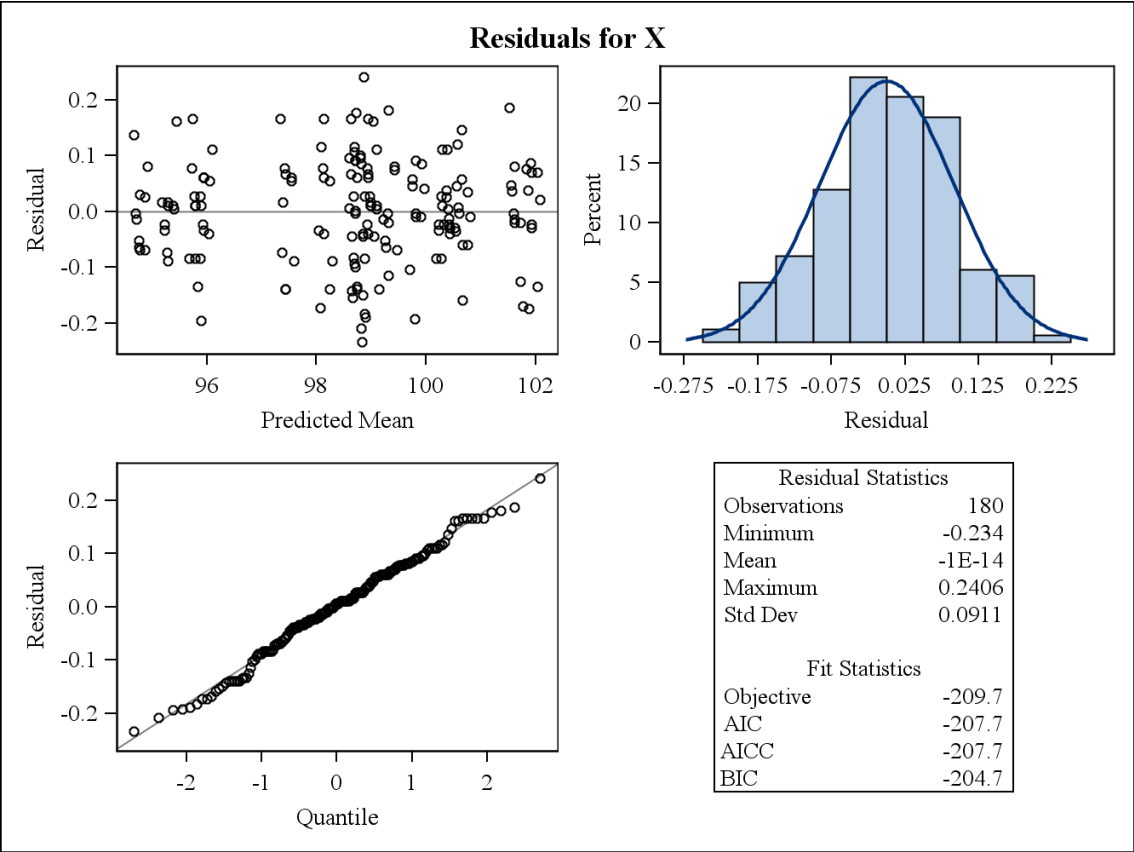 Residuals for X
Residual
0.2
0.1
0.0
-0.1
-0.2
96 98 100 102
Predicted Mean
Percent
20
15
10
5
0
-0.275 -0.175 -0.075 0.025 0.125 0.225
Residual
Residual
0.2
0.1
0.0
-0.1
-0.2
-2 -1 0 1 2
Quantile
Residual Statistics
Observations 180
Minimum -0.234
Mean -1E-14
Maximum 0.2406
Std Dev 0.0911
Fit Statistics
Objective -209.7
AIC -207.7
AICC -207.7
BIC -204.7